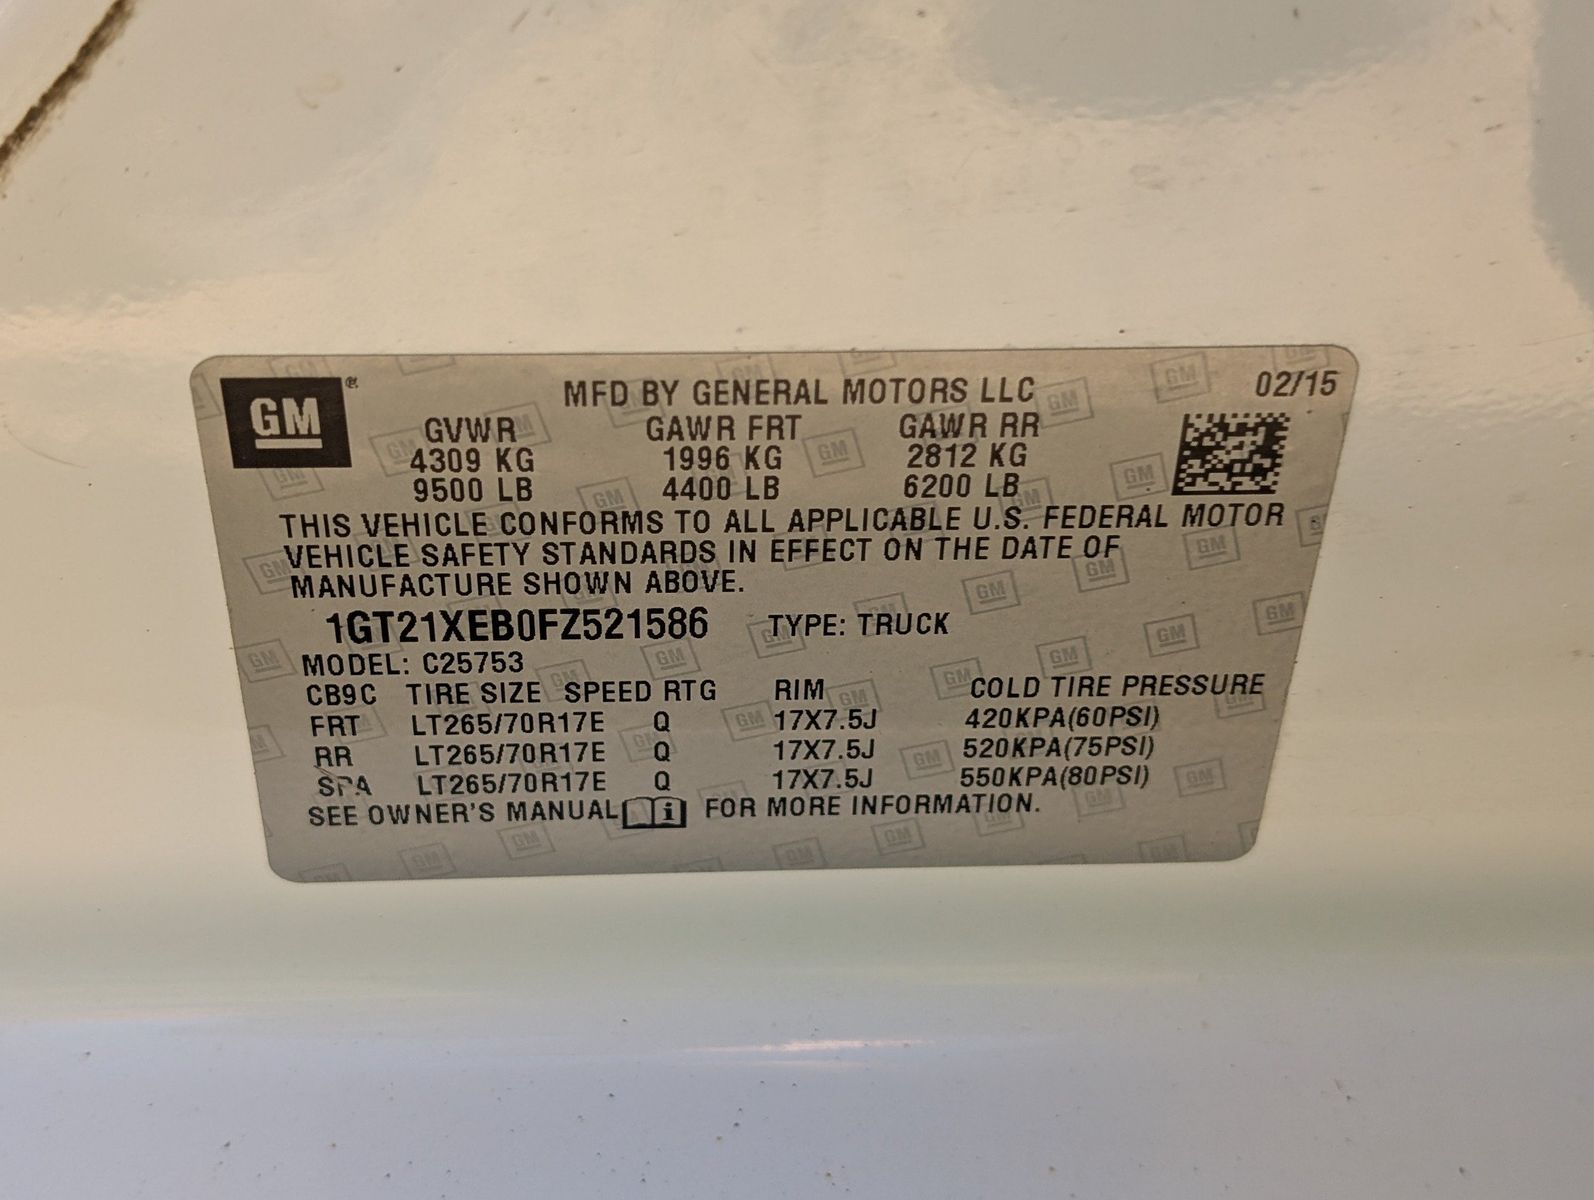 GM
MFD BY GENERAL MOTORS LLC 02/15
GVWR GAWR FRT GAWR RR
4309 KG 1996 KG 2812 KG
9500 LB 4400 LB 6200 LB
THIS VEHICLE CONFORMS TO ALL APPLICABLE U.S. FEDERAL MOTOR
VEHICLE SAFETY STANDARDS IN EFFECT ON THE DATE OF
MANUFACTURE SHOWN ABOVE.
1GT21XEB0FZ521586 TYPE: TRUCK
MODEL: C25753
CB9C TIRE SIZE SPEED RTG RIM COLD TIRE PRESSURE
FRT LT265/70R17E Q 17X7.5J 420KPA(60PSI)
RR LT265/70R17E Q 17X7.5J 520KPA(75PSI)
SPA LT265/70R17E Q 17X7.5J 550KPA(80PSI)
SEE OWNER'S MANUAL i FOR MORE INFORMATION.